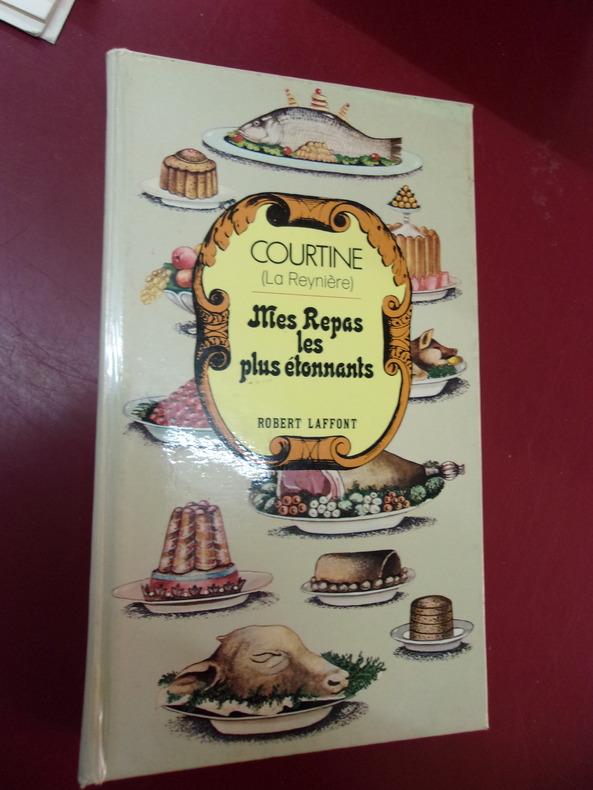 COURTINE
(La Reynière)
Mes Repas
les
plus étonnants
ROBERT LAFFONT